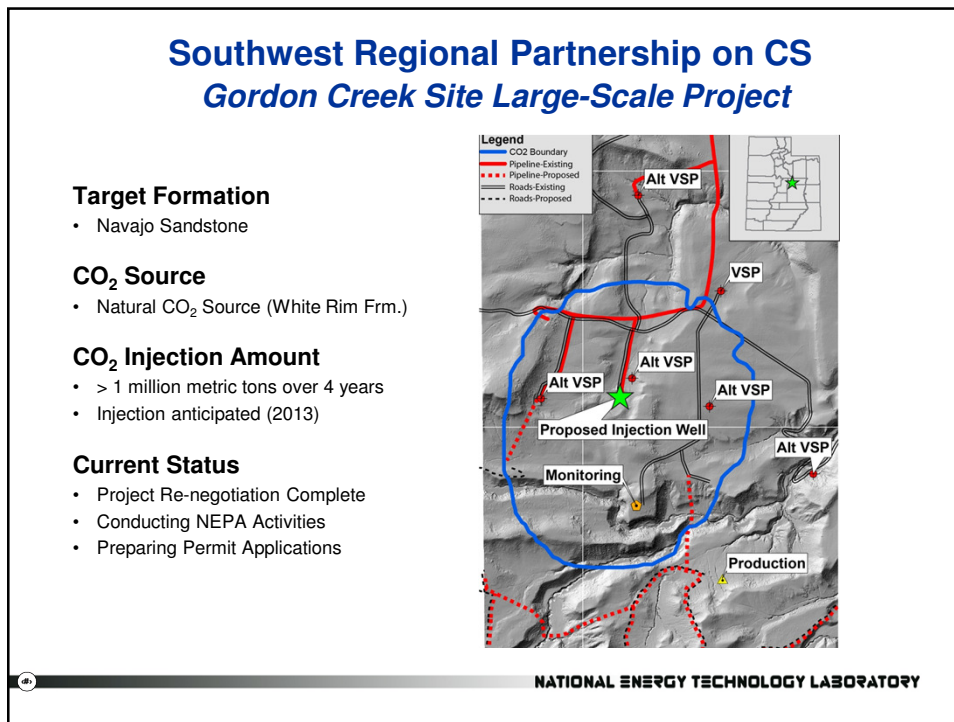 Southwest Regional Partnership on CS
Gordon Creek Site Large-Scale Project
Target Formation
• Navajo Sandstone
CO₂ Source
• Natural CO₂ Source (White Rim Frm.)
CO₂ Injection Amount
• > 1 million metric tons over 4 years
• Injection anticipated (2013)
Current Status
• Project Re-negotiation Complete
• Conducting NEPA Activities
• Preparing Permit Applications
Legend
CO2 Boundary
Pipeline-Existing
Pipeline-Proposed
Roads-Existing
Roads-Proposed
Alt VSP
VSP
Alt VSP
Alt VSP
Alt VSP
Proposed Injection Well
Alt VSP
Monitoring
Production
‹#›
NATIONAL ENERGY TECHNOLOGY LABORATORY